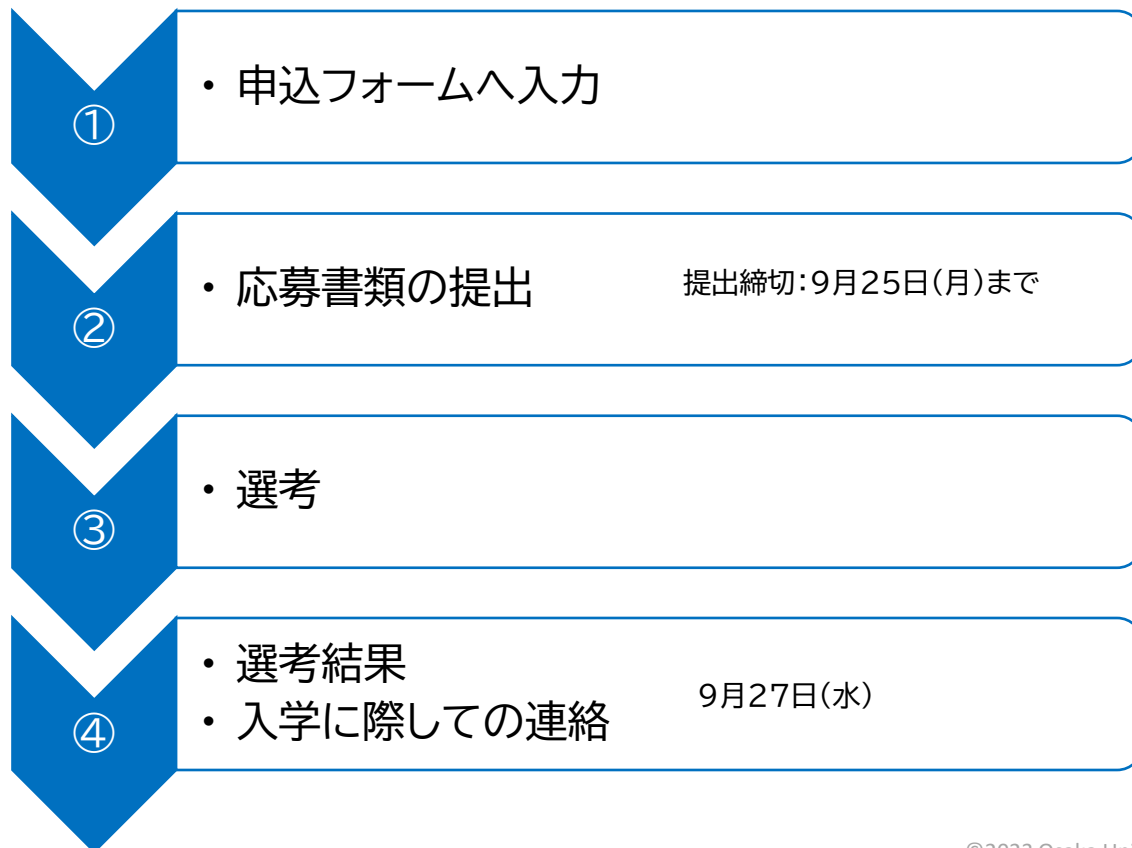 ①
・ 申込フォームへ入力
②
・ 応募書類の提出 提出締切:9月25日(月)まで
③
・ 選考
④
・ 選考結果
・ 入学に際しての連絡 9月27日(水)
©2023 Osaka